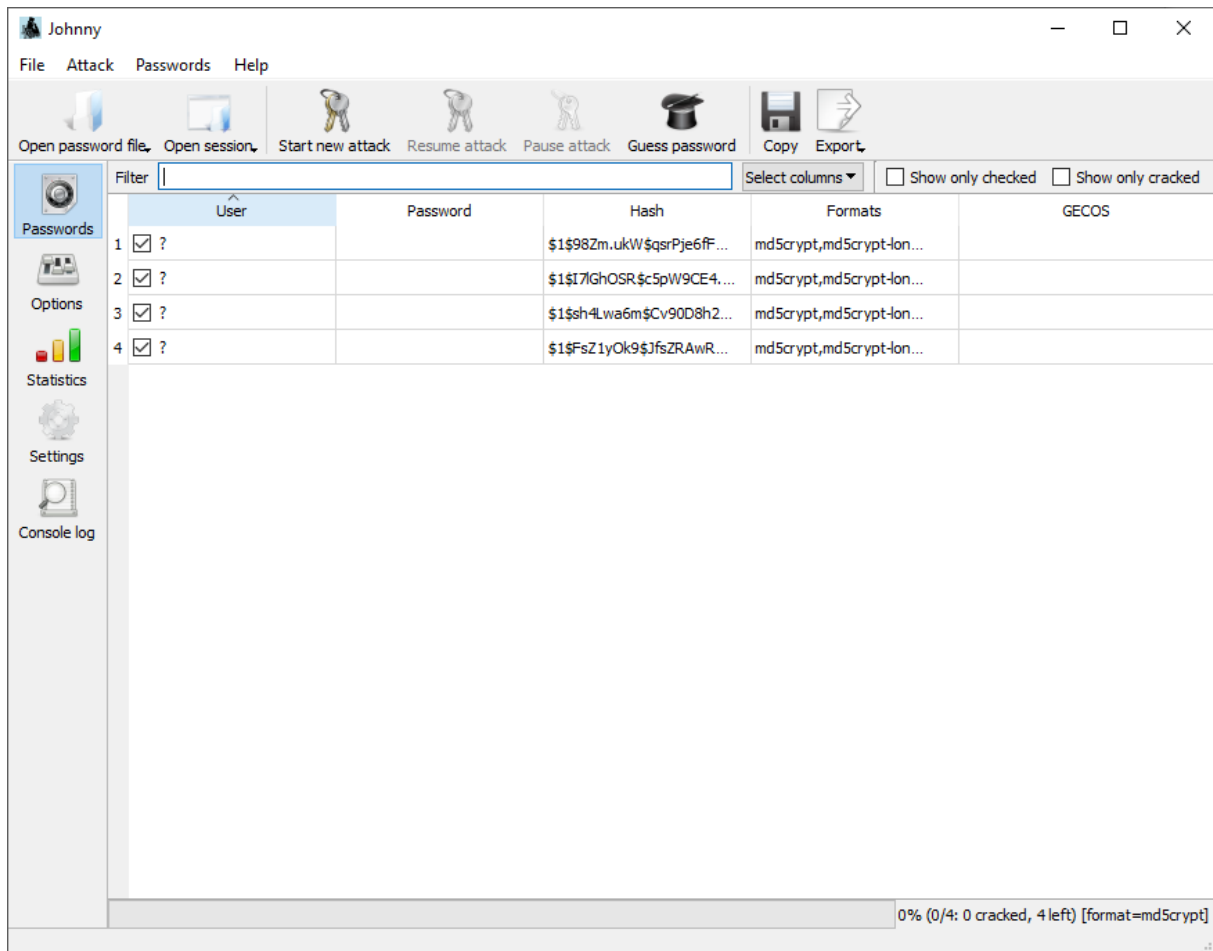 Johnny
File Attack Passwords Help
Open password file Open session Start new attack Resume attack Pause attack Guess password Copy Export
Passwords
Filter Select columns Show only checked Show only cracked
User Password Hash Formats GECOS
1 ? $1$98Zm.ukW$qsrPje6fF... md5crypt,md5crypt-lon...
2 ? $1$I7lGhOSR$c5pW9CE4.... md5crypt,md5crypt-lon...
3 ? $1$sh4Lwa6m$Cv90D8h2... md5crypt,md5crypt-lon...
4 ? $1$FsZ1yOk9$JfsZRAwR... md5crypt,md5crypt-lon...
Options
Statistics
Settings
Console log
0% (0/4: 0 cracked, 4 left) [format=md5crypt]